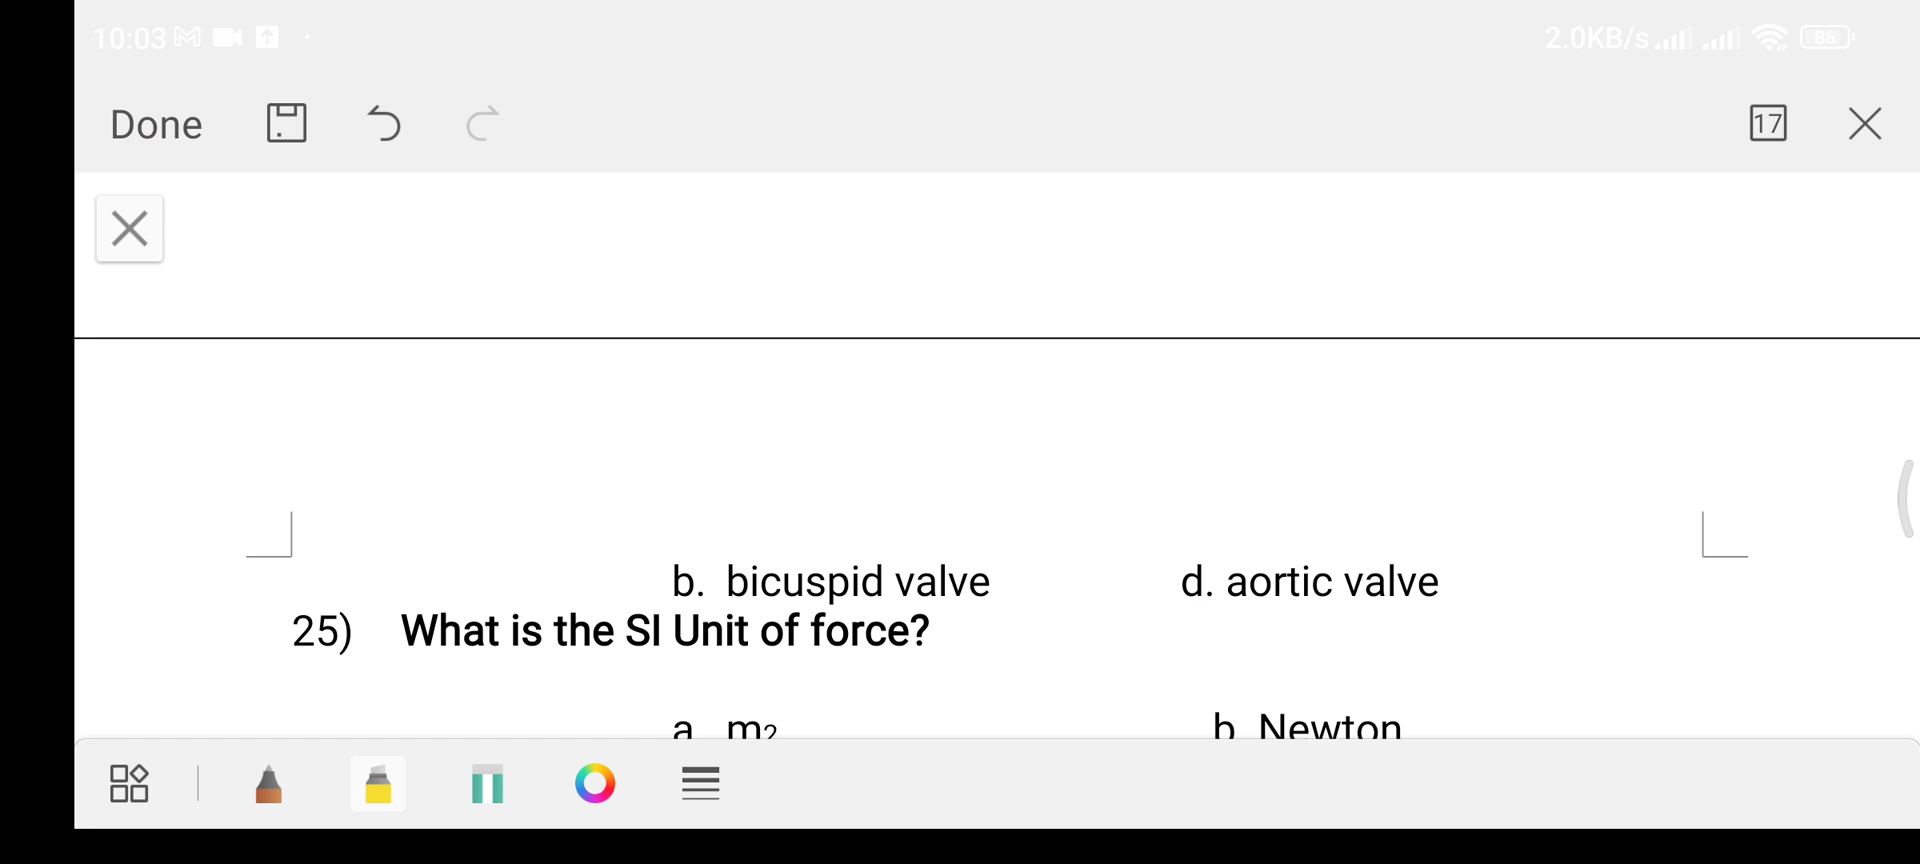 10:03 2.0KB/s 86
Done 17
b. bicuspid valve d. aortic valve
25) What is the SI Unit of force?
a m2 b Newton